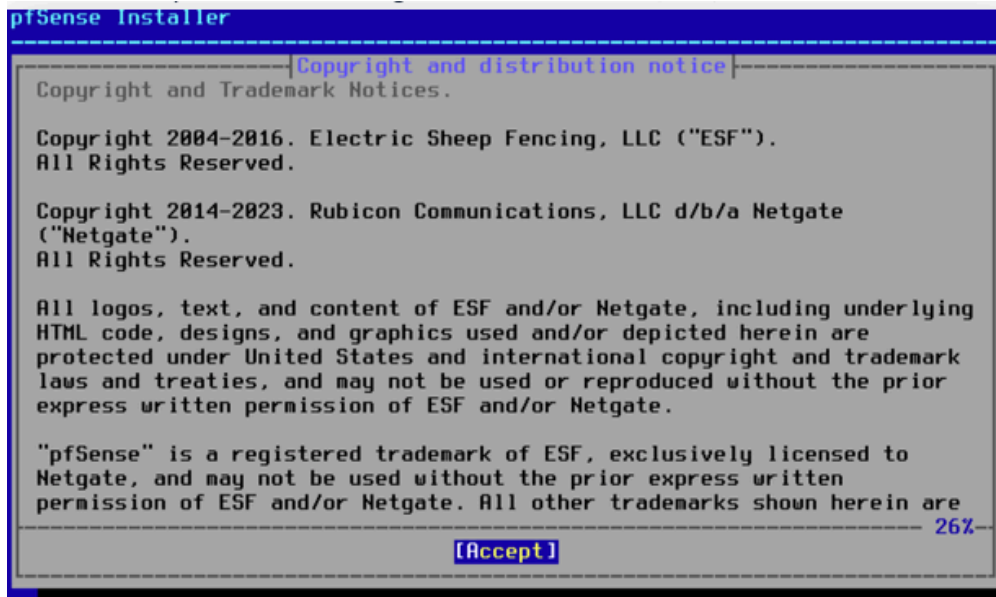 pfSense Installer
Copyright and distribution notice
Copyright and Trademark Notices.
Copyright 2004-2016. Electric Sheep Fencing, LLC ("ESF").
All Rights Reserved.
Copyright 2014-2023. Rubicon Communications, LLC d/b/a Netgate
("Netgate").
All Rights Reserved.
All logos, text, and content of ESF and/or Netgate, including underlying
HTML code, designs, and graphics used and/or depicted herein are
protected under United States and international copyright and trademark
laws and treaties, and may not be used or reproduced without the prior
express written permission of ESF and/or Netgate.
"pfSense" is a registered trademark of ESF, exclusively licensed to
Netgate, and may not be used without the prior express written
permission of ESF and/or Netgate. All other trademarks shown herein are
26%
[Accept]